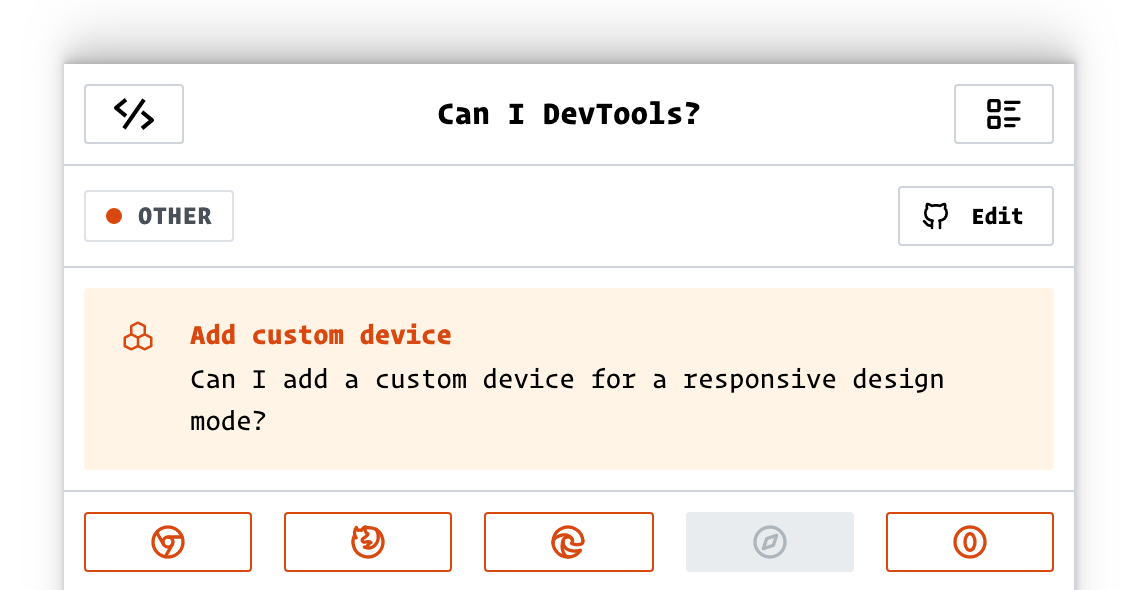 Can I DevTools?
OTHER
Edit
Add custom device
Can I add a custom device for a responsive design
mode?